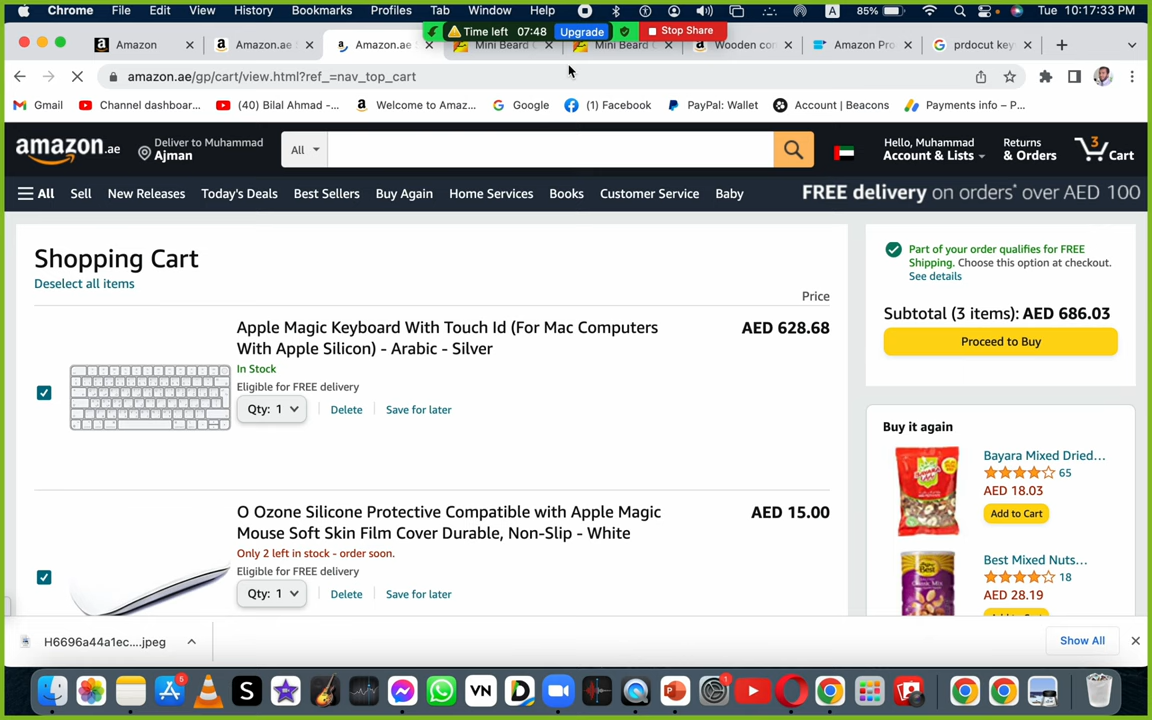 Chrome File Edit View History Bookmarks Profiles Tab Window Help A 85% Tue 10:17:33 PM
Time left 07:48 Upgrade Stop Share
Amazon Amazon.ae Amazon.ae Mini Beard Mini Beard Wooden con Amazon Pro prdocut key
amazon.ae/gp/cart/view.html?ref_=nav_top_cart
Gmail Channel dashboar... (40) Bilal Ahmad -... Welcome to Amaz... Google (1) Facebook PayPal: Wallet Account | Beacons Payments info – P...
amazon.ae Deliver to Muhammad Ajman All Hello, Muhammad Account & Lists Returns & Orders 3 Cart
All Sell New Releases Today's Deals Best Sellers Buy Again Home Services Books Customer Service Baby FREE delivery on orders* over AED 100
Shopping Cart
Deselect all items
Price
Apple Magic Keyboard With Touch Id (For Mac Computers AED 628.68
With Apple Silicon) - Arabic - Silver
In Stock
Eligible for FREE delivery
Qty: 1 Delete Save for later
O Ozone Silicone Protective Compatible with Apple Magic AED 15.00
Mouse Soft Skin Film Cover Durable, Non-Slip - White
Only 2 left in stock - order soon.
Eligible for FREE delivery
Qty: 1 Delete Save for later
Part of your order qualifies for FREE
Shipping. Choose this option at checkout.
See details
Subtotal (3 items): AED 686.03
Proceed to Buy
Buy it again
Bayara Mixed Dried...
65
AED 18.03
Add to Cart
Best Mixed Nuts...
18
AED 28.19
H6696a44a1ec....jpeg Show All
5 S VN D 1